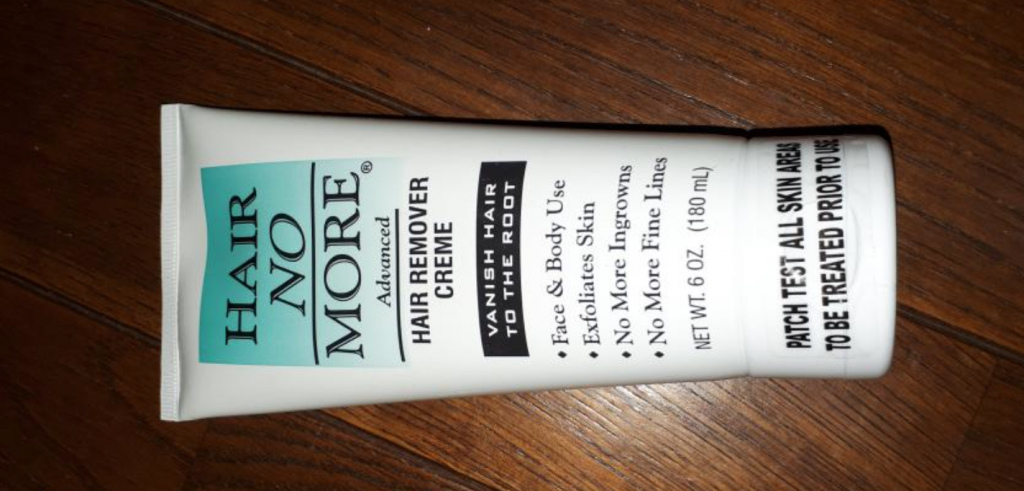 HAIR
NO
MORE®
Advanced
HAIR REMOVER
CREME
VANISH HAIR
TO THE ROOT
• Face & Body Use
• Exfoliates Skin
• No More Ingrowns
• No More Fine Lines
NET WT. 6 OZ. (180 mL)
PATCH TEST ALL SKIN AREAS
TO BE TREATED PRIOR TO USE